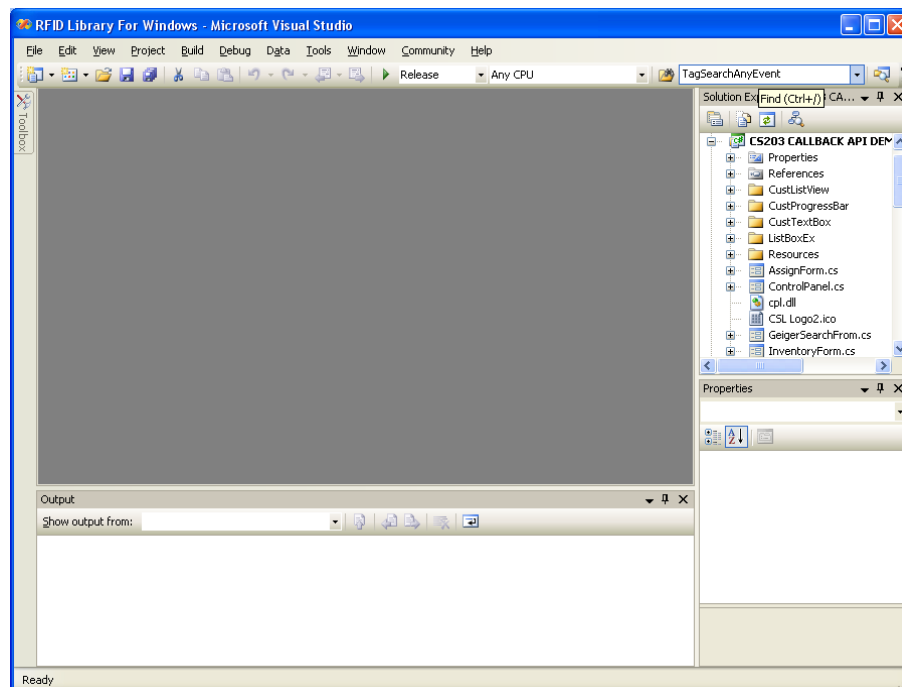 RFID Library For Windows - Microsoft Visual Studio
File Edit View Project Build Debug Data Tools Window Community Help
Release Any CPU TagSearchAnyEvent
Toolbox
Solution Ex CA...
Find (Ctrl+/)
CS203 CALLBACK API DEM
Properties
References
CustListView
CustProgressBar
CustTextBox
ListBoxEx
Resources
AssignForm.cs
ControlPanel.cs
cpl.dll
CSL Logo2.ico
GeigerSearchFrom.cs
InventoryForm.cs
Properties
Output
Show output from:
Ready